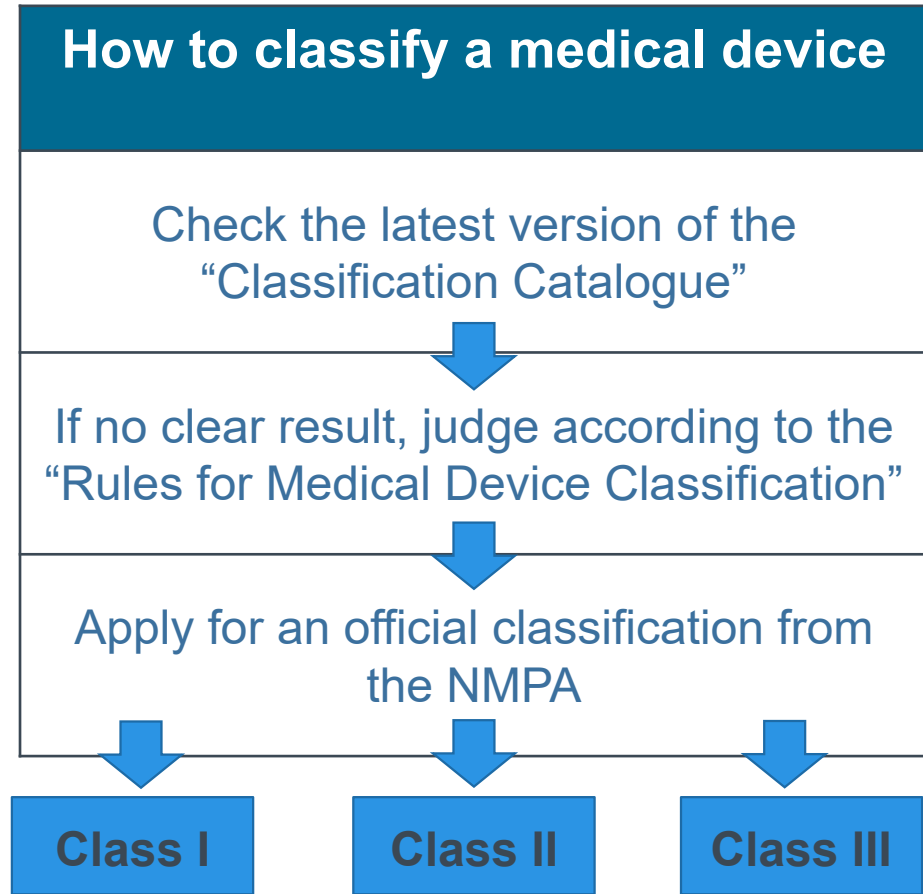 How to classify a medical device
Check the latest version of the
“Classification Catalogue”
If no clear result, judge according to the
“Rules for Medical Device Classification”
Apply for an official classification from
the NMPA
Class I
Class II
Class III